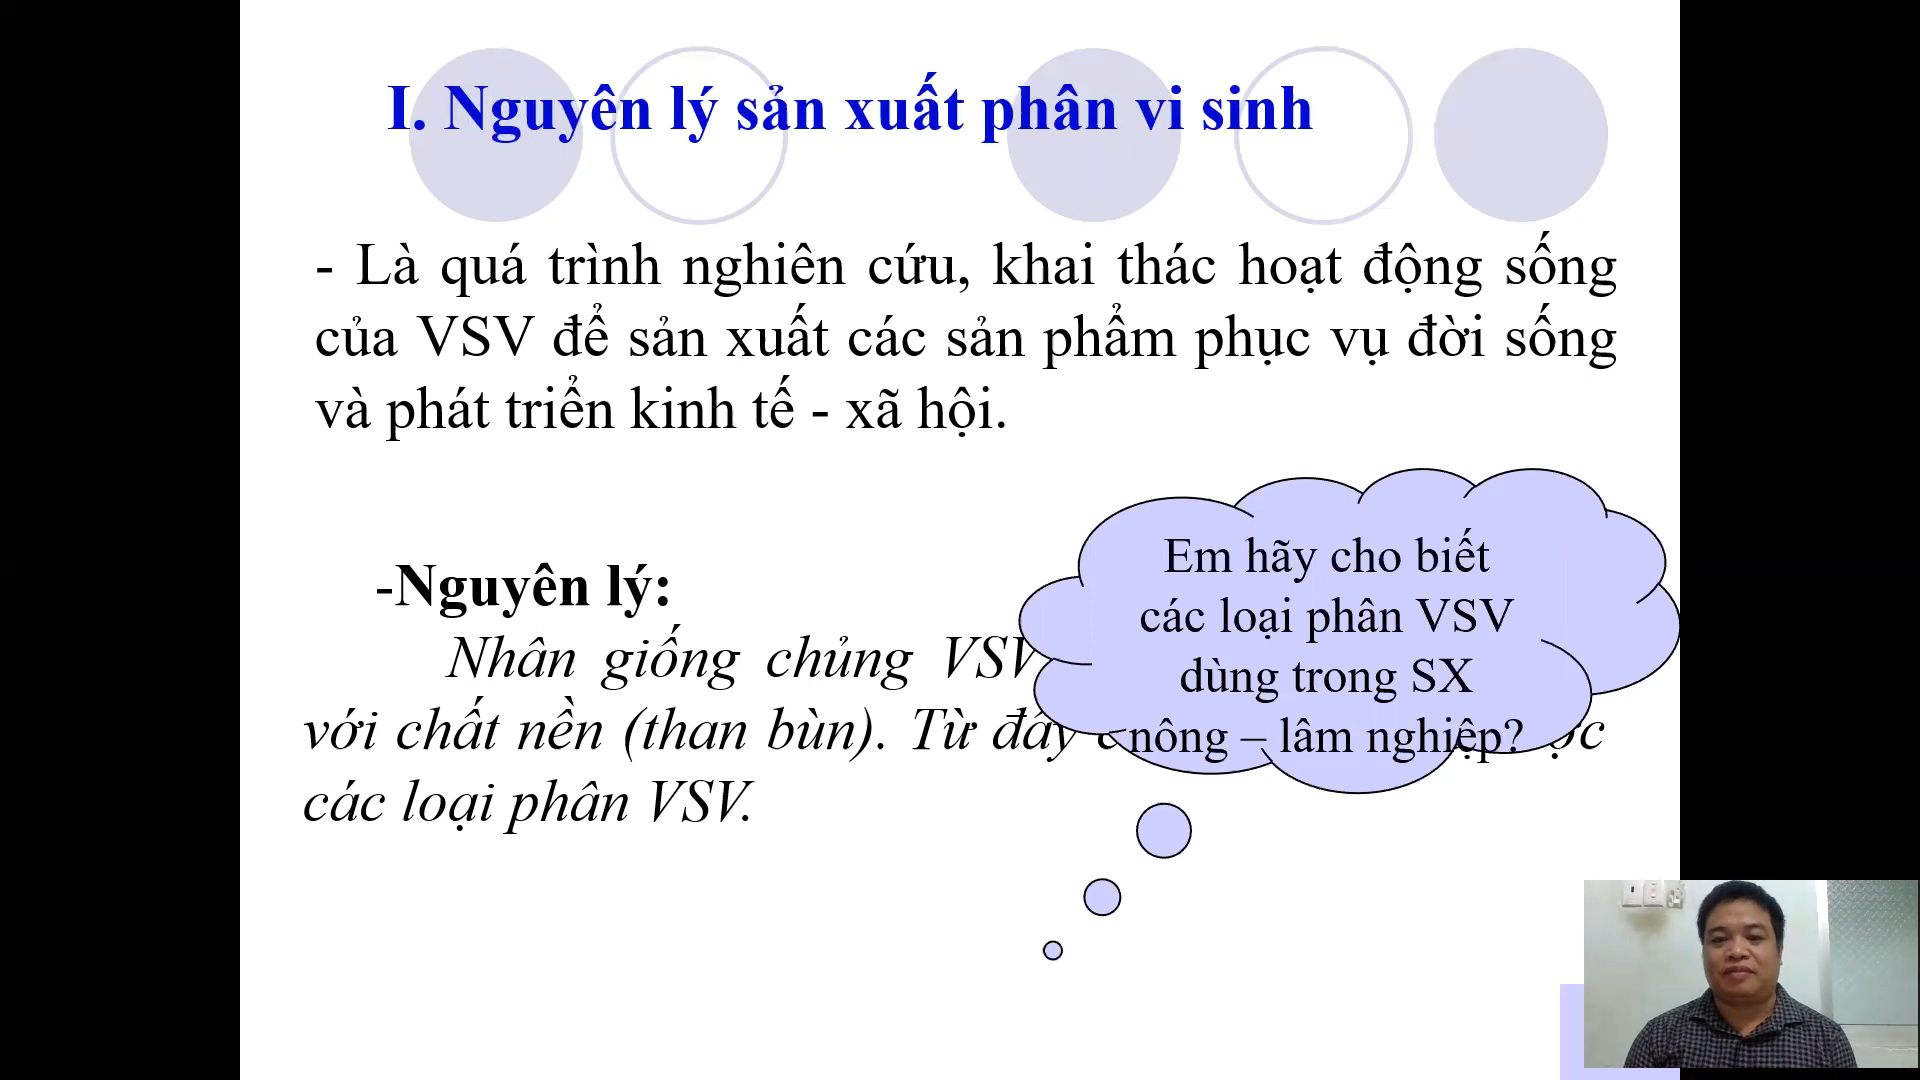 I. Nguyên lý sản xuất phân vi sinh
- Là quá trình nghiên cứu, khai thác hoạt động sống
của VSV để sản xuất các sản phẩm phục vụ đời sống
và phát triển kinh tế - xã hội.
-Nguyên lý:
Nhân giống chủng VSV
với chất nền (than bùn). Từ đấy
các loại phân VSV.
Em hãy cho biết
các loại phân VSV
dùng trong SX
nông – lâm nghiệp?